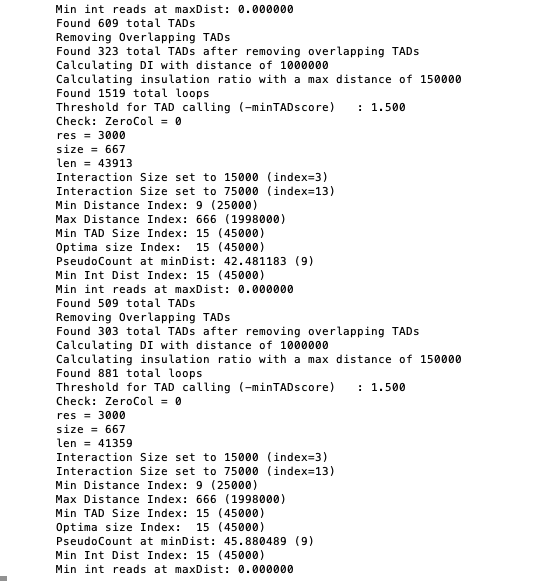 Min int reads at maxDist: 0.000000
Found 609 total TADs
Removing Overlapping TADs
Found 323 total TADs after removing overlapping TADs
Calculating DI with distance of 1000000
Calculating insulation ratio with a max distance of 150000
Found 1519 total loops
Threshold for TAD calling (-minTADscore)   : 1.500
Check: ZeroCol = 0
res = 3000
size = 667
len = 43913
Interaction Size set to 15000 (index=3)
Interaction Size set to 75000 (index=13)
Min Distance Index: 9 (25000)
Max Distance Index: 666 (1998000)
Min TAD Size Index: 15 (45000)
Optima size Index:  15 (45000)
PseudoCount at minDist: 42.481183 (9)
Min Int Dist Index: 15 (45000)
Min int reads at maxDist: 0.000000
Found 509 total TADs
Removing Overlapping TADs
Found 303 total TADs after removing overlapping TADs
Calculating DI with distance of 1000000
Calculating insulation ratio with a max distance of 150000
Found 881 total loops
Threshold for TAD calling (-minTADscore)   : 1.500
Check: ZeroCol = 0
res = 3000
size = 667
len = 41359
Interaction Size set to 15000 (index=3)
Interaction Size set to 75000 (index=13)
Min Distance Index: 9 (25000)
Max Distance Index: 666 (1998000)
Min TAD Size Index: 15 (45000)
Optima size Index:  15 (45000)
PseudoCount at minDist: 45.880489 (9)
Min Int Dist Index: 15 (45000)
Min int reads at maxDist: 0.000000